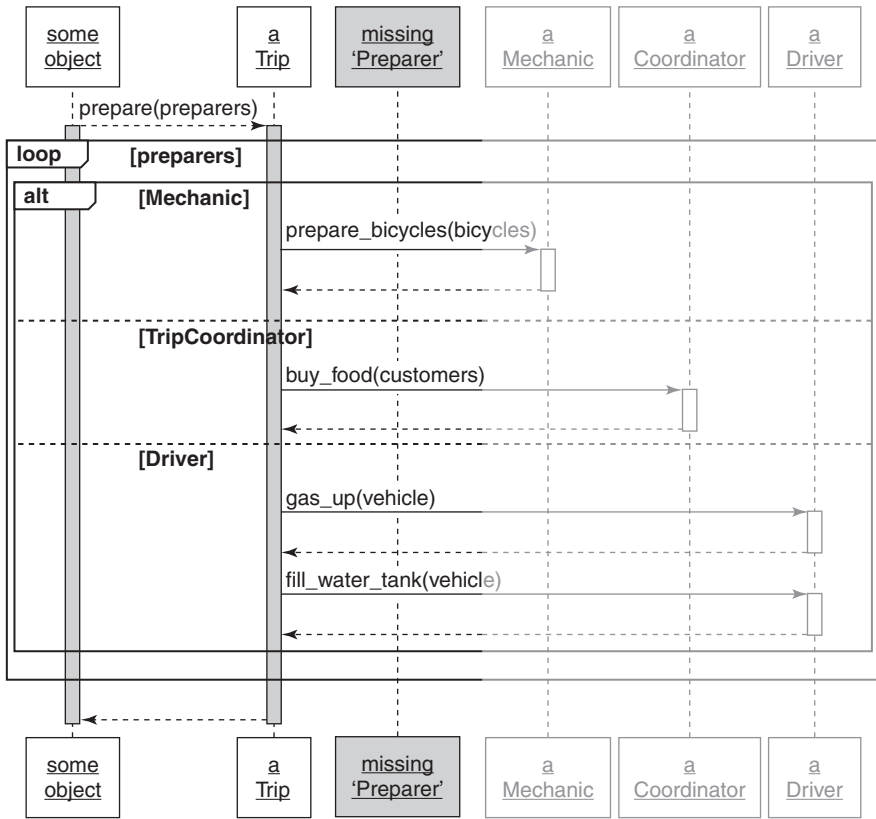 some
object
a
Trip
missing
‘Preparer’
a
Mechanic
a
Coordinator
a
Driver
prepare(preparers)
loop [preparers]
alt [Mechanic]
prepare_bicycles(bicycles)
[TripCoordinator]
buy_food(customers)
[Driver]
gas_up(vehicle)
fill_water_tank(vehicle)
some
object
a
Trip
missing
‘Preparer’
a
Mechanic
a
Coordinator
a
Driver